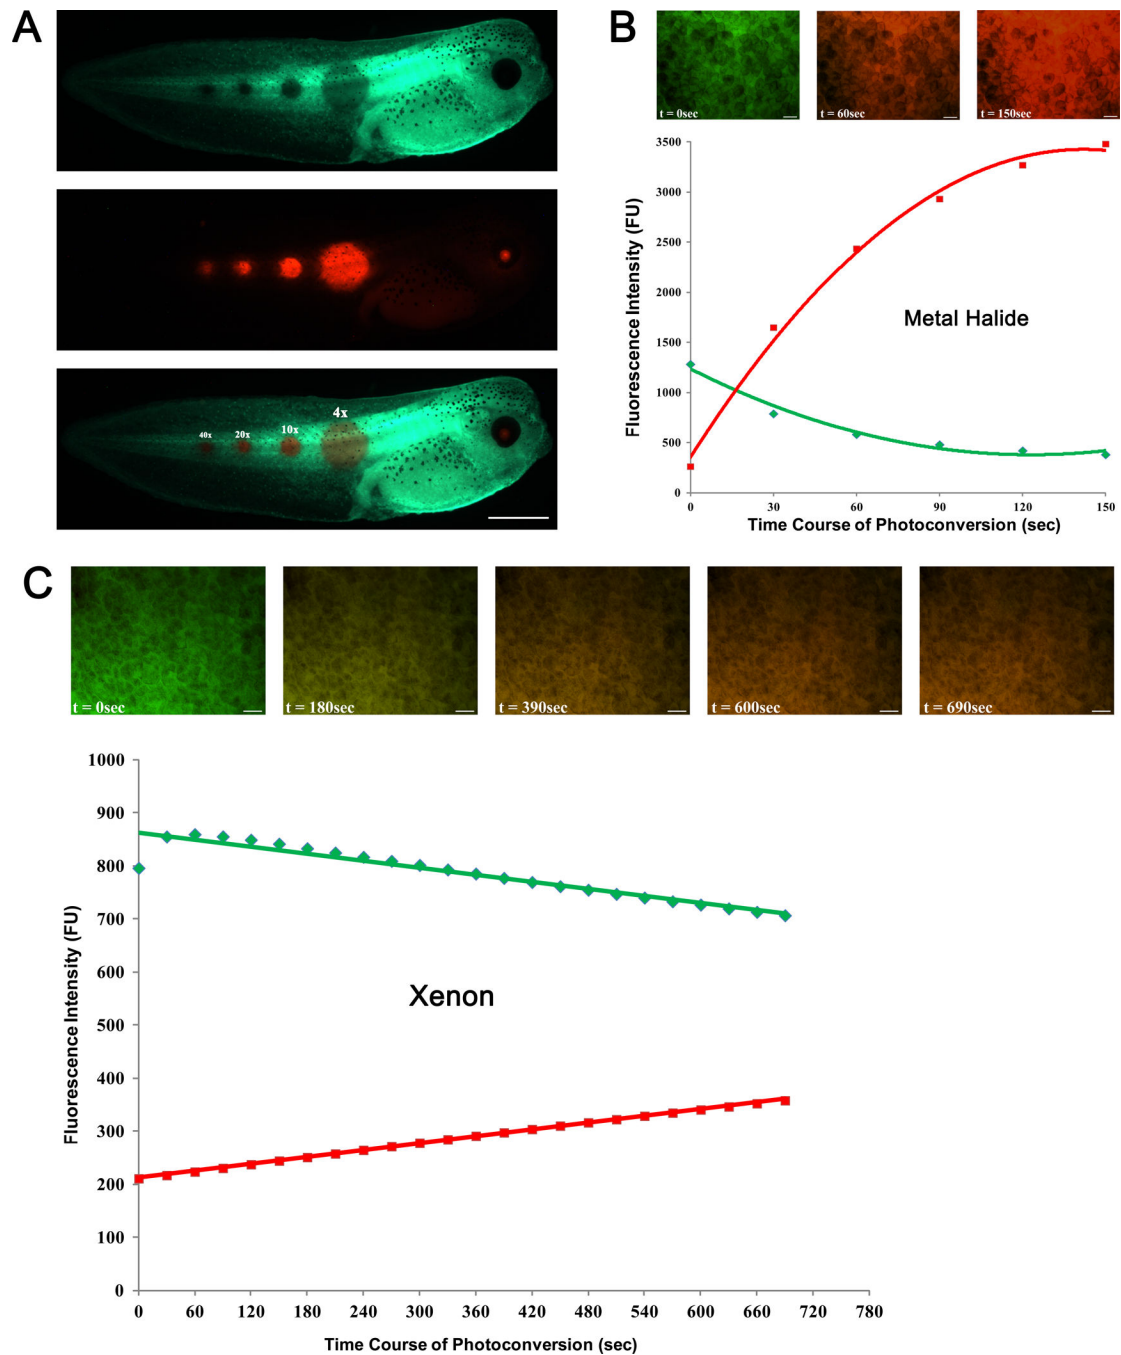 A
40x 20x 10x 4x
B
t = 0sec t = 60sec t = 150sec
3500
3000
2500
2000
1500
1000
500
0
Fluorescence Intensity (FU)
Metal Halide
0 30 60 90 120 150
Time Course of Photoconversion (sec)
C
t = 0sec t = 180sec t = 390sec t = 600sec t = 690sec
1000
900
800
700
600
500
400
300
200
100
0
Fluorescence Intensity (FU)
Xenon
0 60 120 180 240 300 360 420 480 540 600 660 720 780
Time Course of Photoconversion (sec)